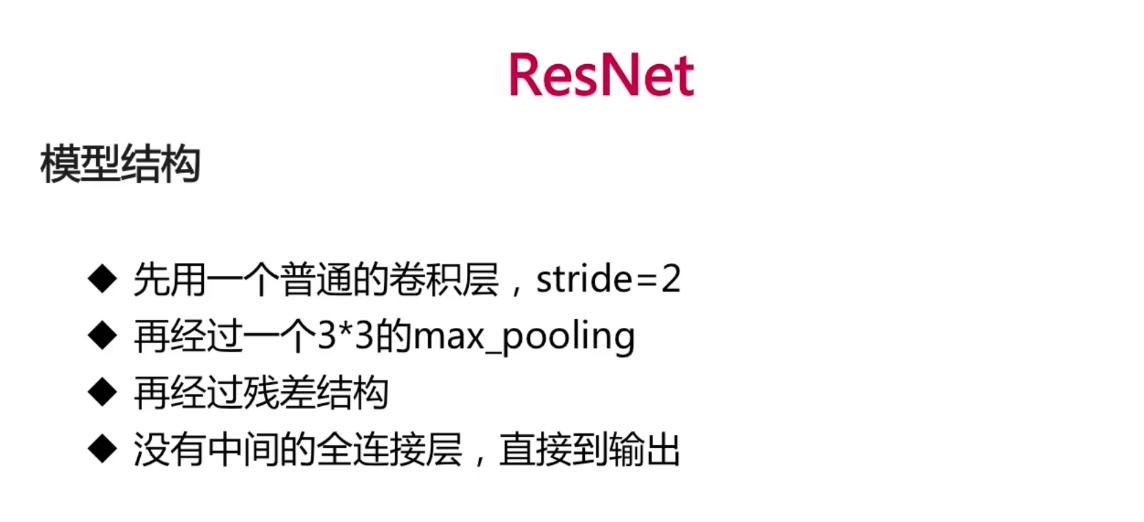 ResNet
模型结构
◆ 先用一个普通的卷积层，stride=2
◆ 再经过一个3*3的max_pooling
◆ 再经过残差结构
◆ 没有中间的全连接层，直接到输出